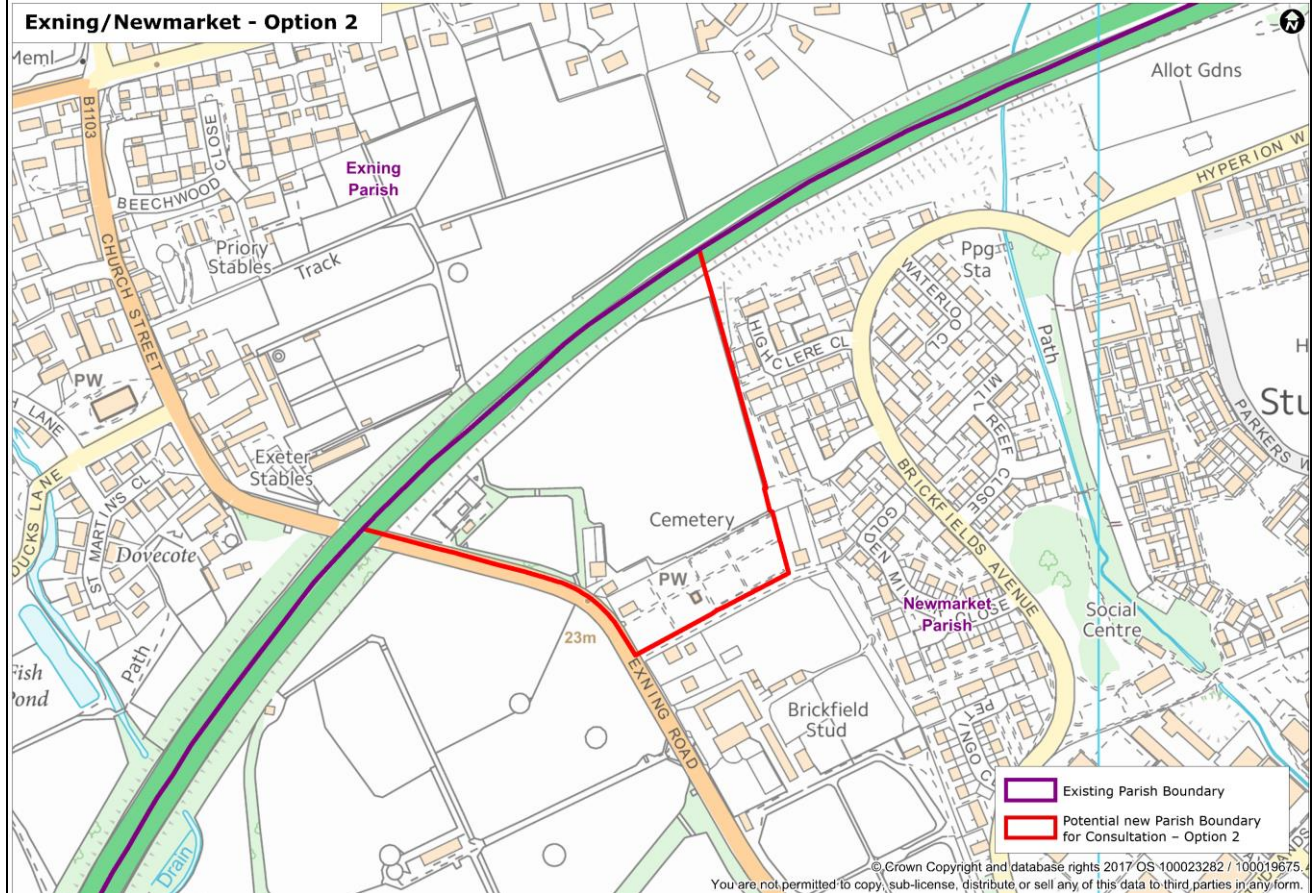 Exning/Newmarket - Option 2
N
Meml
Allot Gdns
B1103
BEECHWOOD CLOSE
Exning
Parish
HYPERION W
CHURCH STREET
Priory
Stables
Track
Ppg
Sta
WATERLOO CL
Path
HIGHCLERE CL
MILL REEF CLOSE
H
Stu
PARKERS W
PW
H LANE
Exeter
Stables
DUCKS LANE
ST MARTIN'S CL
Dovecote
BRICKFIELDS AVENUE
Cemetery
GOLDEN MI
CLOSE
PW
Newmarket
Parish
Social
Centre
23m
Path
Fish
Pond
EXNING ROAD
Brickfield
Stud
PETINGO C
Drain
Existing Parish Boundary
Potential new Parish Boundary
for Consultation – Option 2
© Crown Copyright and database rights 2017 OS 100023282 / 100019675.
You are not permitted to copy, sub-license, distribute or sell any of this data to third parties in any form